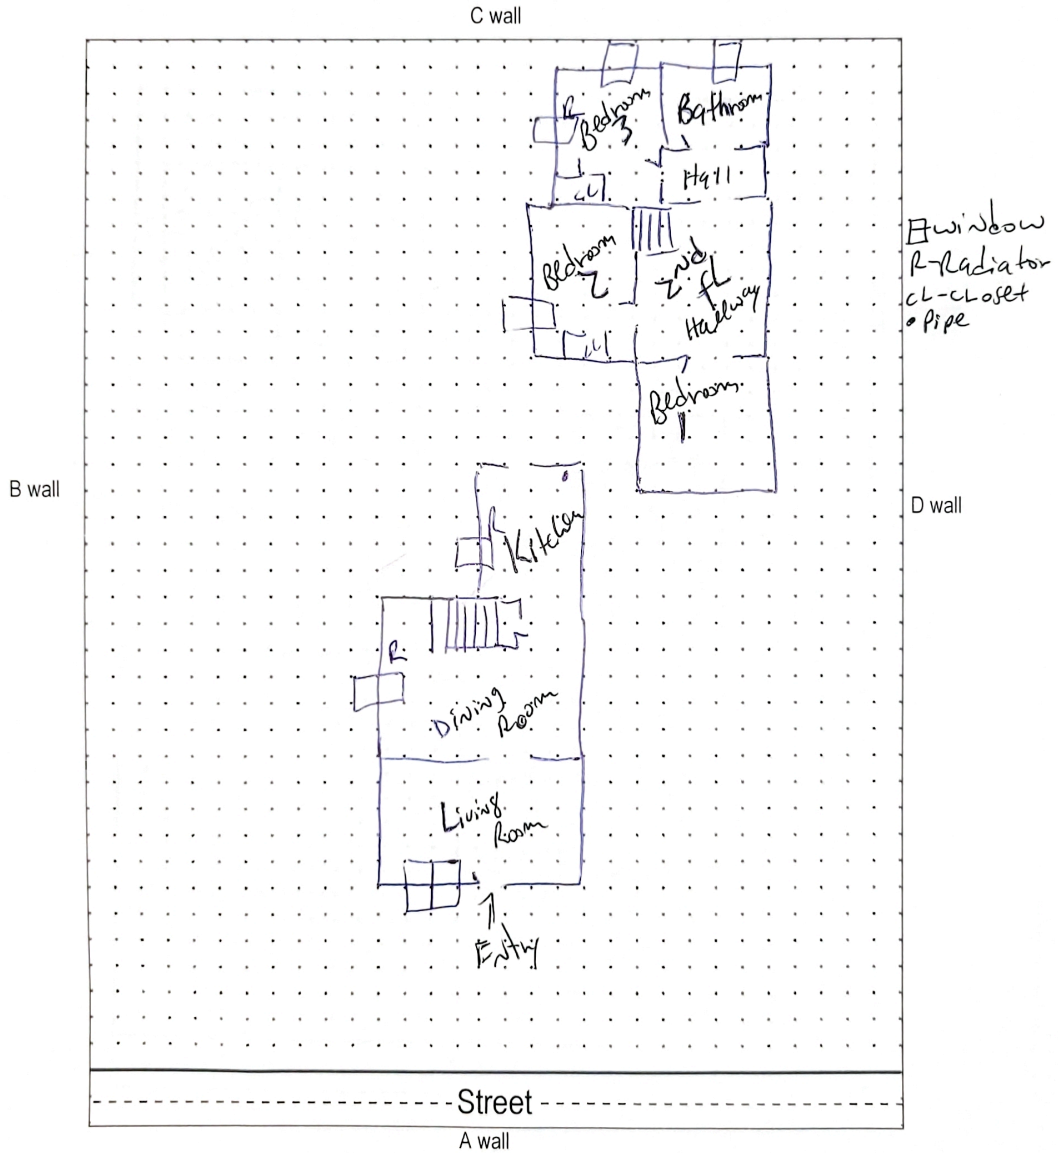 C wall
R
Bedroom
3
Bathroom
CL
Hall
Bedroom
2
2nd
fL
Hallway
CL
Bedroom
1
window
R-Radiator
CL-CLoset
• Pipe
B wall
D wall
R
Kitchen
R
Dining
Room
Living
Room
Entry
Street
A wall